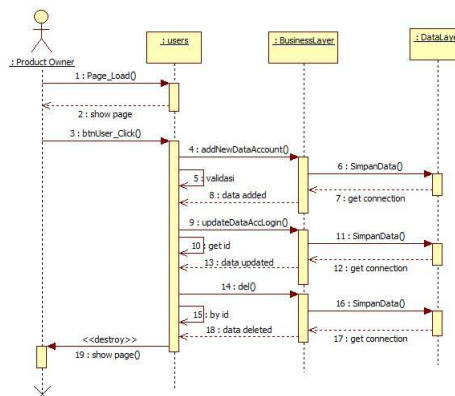 : users
: BusinessLayer
: DataLaye
: Product Owner
1 : Page_Load()
2 : show page
3 : btnUser_Click()
4 : addNewDataAccount()
5 : validasi
6 : SimpanData()
7 : get connection
8 : data added
9 : updateDataAccLogin()
10 : get id
11 : SimpanData()
12 : get connection
13 : data updated
14 : del()
15 : by id
16 : SimpanData()
17 : get connection
18 : data deleted
<<destroy>>
19 : show page()